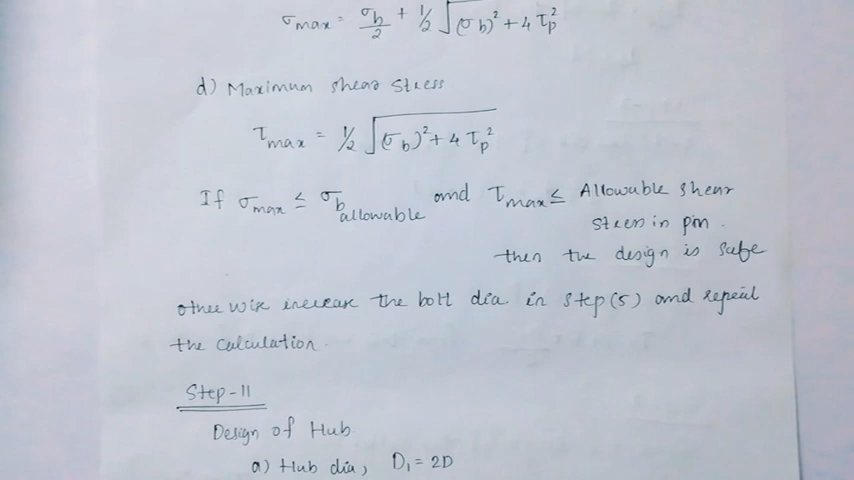 σmax = σb/2 + 1/2 √(σb)² + 4 τp²
d) Maximum shear stress
τmax = 1/2 √(σb)² + 4 τp²
If σmax ≤ σb allowable and τmax ≤ Allowable shear
stress in pin.
then the design is safe
otherwise increase the bolt dia. in step(5) and repeat
the calculation.
Step-11
Design of Hub
a) Hub dia, D₁ = 2D